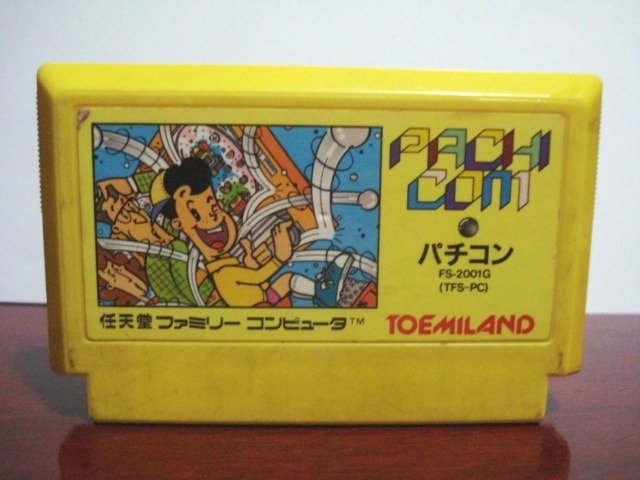 PACHI
COM
パチコン
FS-2001G
(TFS-PC)
任天堂 ファミリー コンピュータ™
TOEMILAND